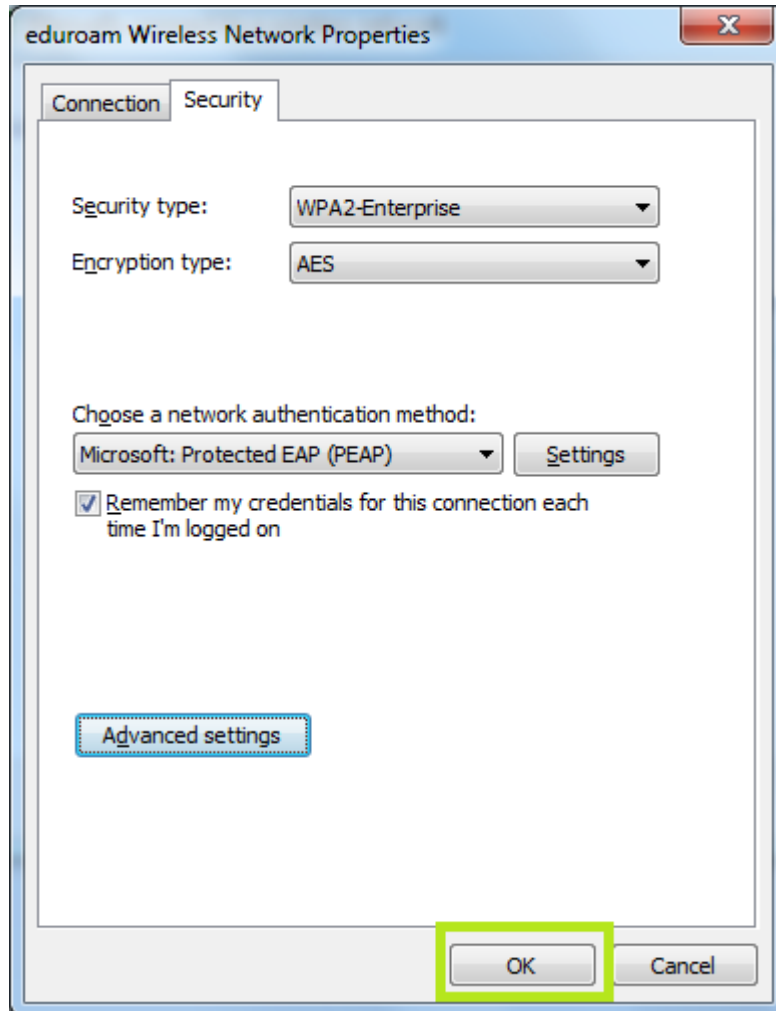 eduroam Wireless Network Properties
Connection
Security
Security type:
WPA2-Enterprise
Encryption type:
AES
Choose a network authentication method:
Microsoft: Protected EAP (PEAP)
Settings
Remember my credentials for this connection each
time I'm logged on
Advanced settings
OK
Cancel